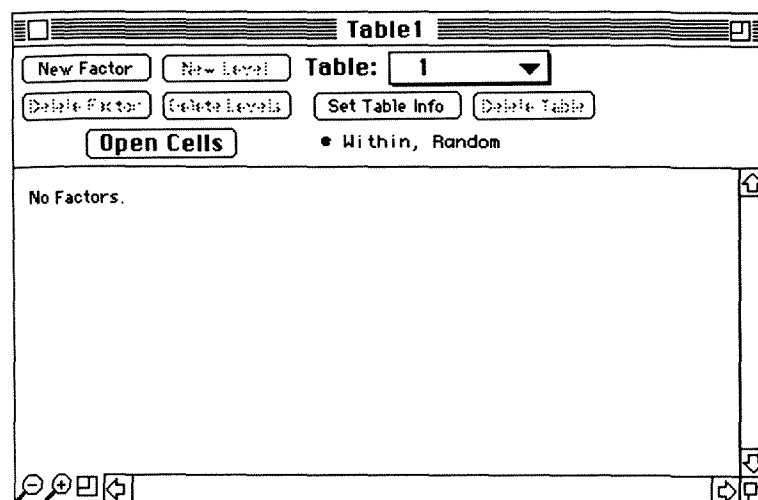 Table1
New Factor New Level Table: 1
Delete Factor Delete Levels Set Table Info Delete Table
Open Cells • Within, Random
No Factors.